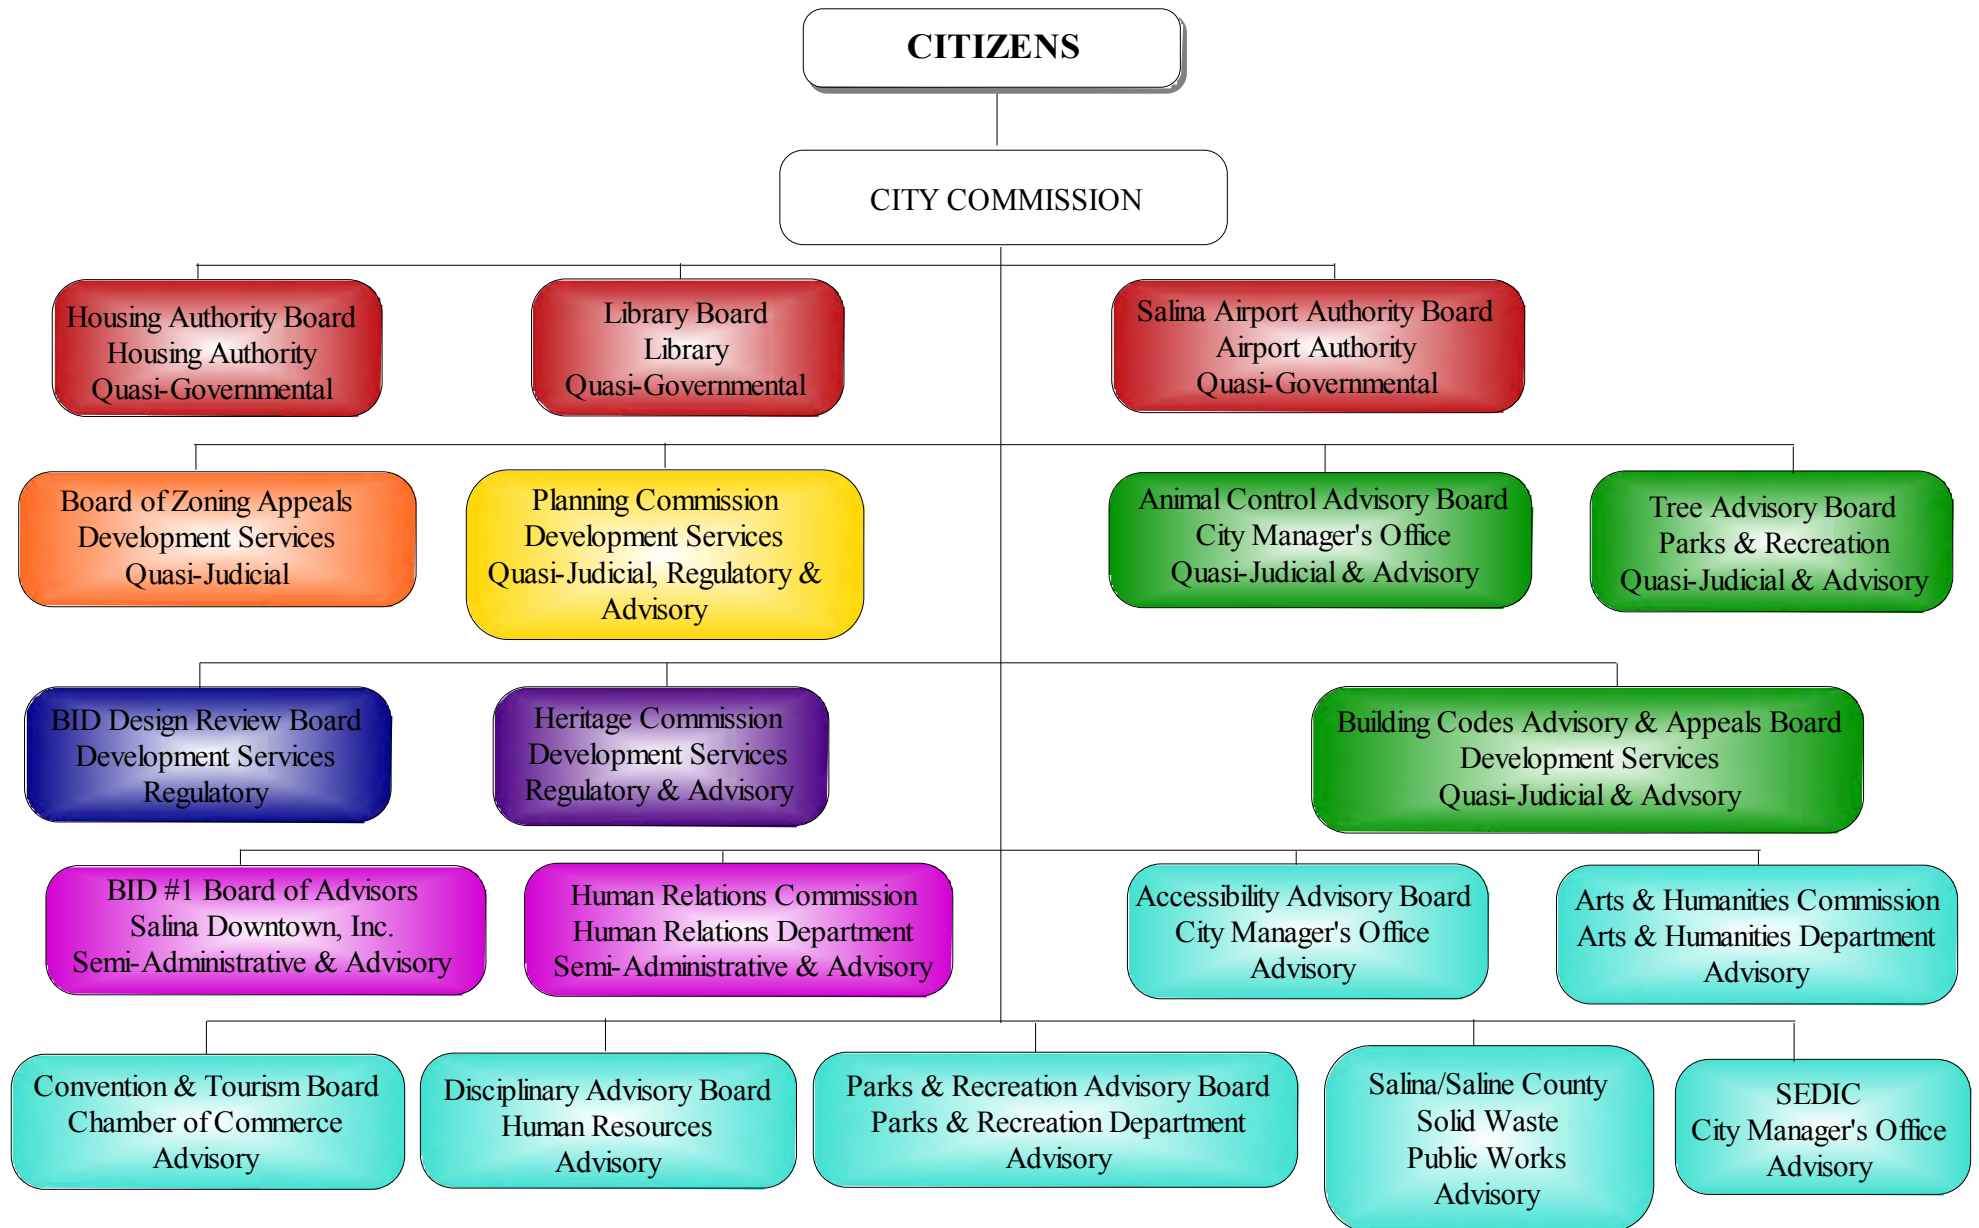 CITIZENS
CITY COMMISSION
Housing Authority Board
Housing Authority
Quasi-Governmental
Library Board
Library
Quasi-Governmental
Salina Airport Authority Board
Airport Authority
Quasi-Governmental
Board of Zoning Appeals
Development Services
Quasi-Judicial
Planning Commission
Development Services
Quasi-Judicial, Regulatory &
Advisory
Animal Control Advisory Board
City Manager's Office
Quasi-Judicial & Advisory
Tree Advisory Board
Parks & Recreation
Quasi-Judicial & Advisory
BID Design Review Board
Development Services
Regulatory
Heritage Commission
Development Services
Regulatory & Advisory
Building Codes Advisory & Appeals Board
Development Services
Quasi-Judicial & Advsory
BID #1 Board of Advisors
Salina Downtown, Inc.
Semi-Administrative & Advisory
Human Relations Commission
Human Relations Department
Semi-Administrative & Advisory
Accessibility Advisory Board
City Manager's Office
Advisory
Arts & Humanities Commission
Arts & Humanities Department
Advisory
Convention & Tourism Board
Chamber of Commerce
Advisory
Disciplinary Advisory Board
Human Resources
Advisory
Parks & Recreation Advisory Board
Parks & Recreation Department
Advisory
Salina/Saline County
Solid Waste
Public Works
Advisory
SEDIC
City Manager's Office
Advisory